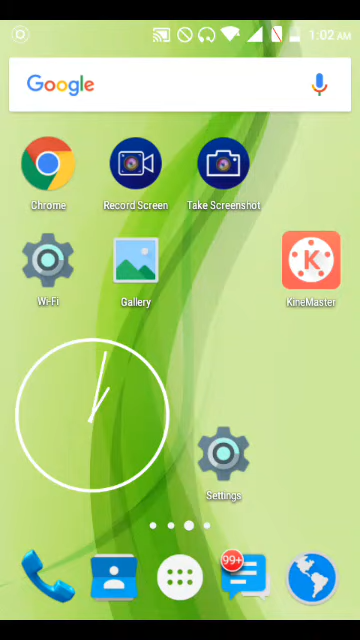 1:02 AM
Google
Chrome
Record Screen
Take Screenshot
Wi-Fi
Gallery
K
KineMaster
Settings
99+